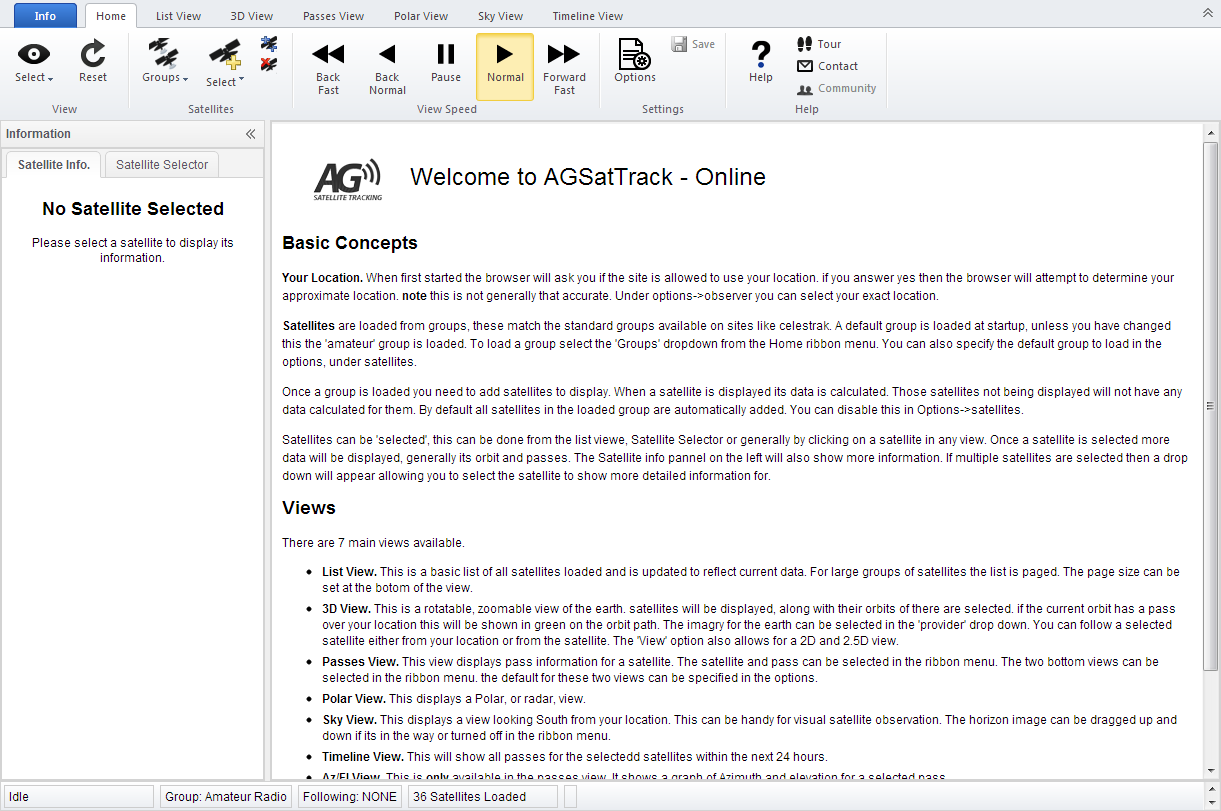 Info
Home
List View
3D View
Passes View
Polar View
Sky View
Timeline View
Select
Reset
View
Groups
Select
Satellites
Back
Fast
Back
Normal
Pause
Normal
Forward
Fast
View Speed
Options
Save
Settings
Help
Tour
Contact
Community
Help
Information
Satellite Info.
Satellite Selector
No Satellite Selected
Please select a satellite to display its
information.
AG
SATELLITE TRACKING
Welcome to AGSatTrack - Online
Basic Concepts
Your Location. When first started the browser will ask you if the site is allowed to use your location. if you answer yes then the browser will attempt to determine your
approximate location. note this is not generally that accurate. Under options->observer you can select your exact location.
Satellites are loaded from groups, these match the standard groups available on sites like celestrak. A default group is loaded at startup, unless you have changed
this the 'amateur' group is loaded. To load a group select the 'Groups' dropdown from the Home ribbon menu. You can also specify the default group to load in the
options, under satellites.
Once a group is loaded you need to add satellites to display. When a satellite is displayed its data is calculated. Those satellites not being displayed will not have any
data calculated for them. By default all satellites in the loaded group are automatically added. You can disable this in Options->satellites.
Satellites can be 'selected', this can be done from the list viewe, Satellite Selector or generally by clicking on a satellite in any view. Once a satellite is selected more
data will be displayed, generally its orbit and passes. The Satellite info pannel on the left will also show more information. If multiple satellites are selected then a drop
down will appear allowing you to select the satellite to show more detailed information for.
Views
There are 7 main views available.
List View. This is a basic list of all satellites loaded and is updated to reflect current data. For large groups of satellites the list is paged. The page size can be
set at the botom of the view.
3D View. This is a rotatable, zoomable view of the earth. satellites will be displayed, along with their orbits of there are selected. if the current orbit has a pass
over your location this will be shown in green on the orbit path. The imagry for the earth can be selected in the 'provider' drop down. You can follow a selected
satellite either from your location or from the satellite. The 'View' option also allows for a 2D and 2.5D view.
Passes View. This view displays pass information for a satellite. The satellite and pass can be selected in the ribbon menu. The two bottom views can be
selected in the ribbon menu. the default for these two views can be specified in the options.
Polar View. This displays a Polar, or radar, view.
Sky View. This displays a view looking South from your location. This can be handy for visual satellite observation. The horizon image can be dragged up and
down if its in the way or turned off in the ribbon menu.
Timeline View. This will show all passes for the selectedd satellites within the next 24 hours.
Az/El View. This is only available in the passes view. It shows a graph of Azimuth and elevation for a selected pass.
Idle
Group: Amateur Radio
Following: NONE
36 Satellites Loaded